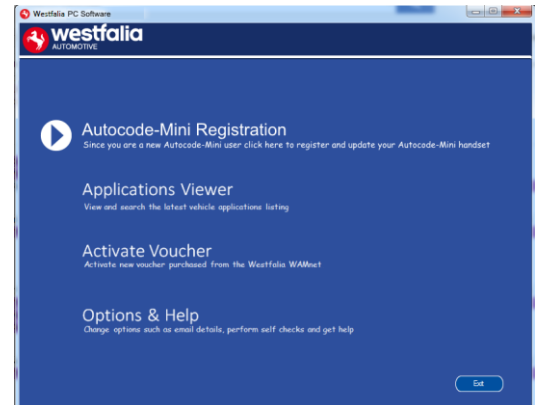 Westfalia PC Software
westfalia
AUTOMOTIVE
Autocode-Mini Registration
Since you are a new Autocode-Mini user click here to register and update your Autocode-Mini handset
Applications Viewer
View and search the latest vehicle applications listing
Activate Voucher
Activate new voucher purchased from the Westfalia WAMnet
Options & Help
Change options such as email details, perform self checks and get help
Exit